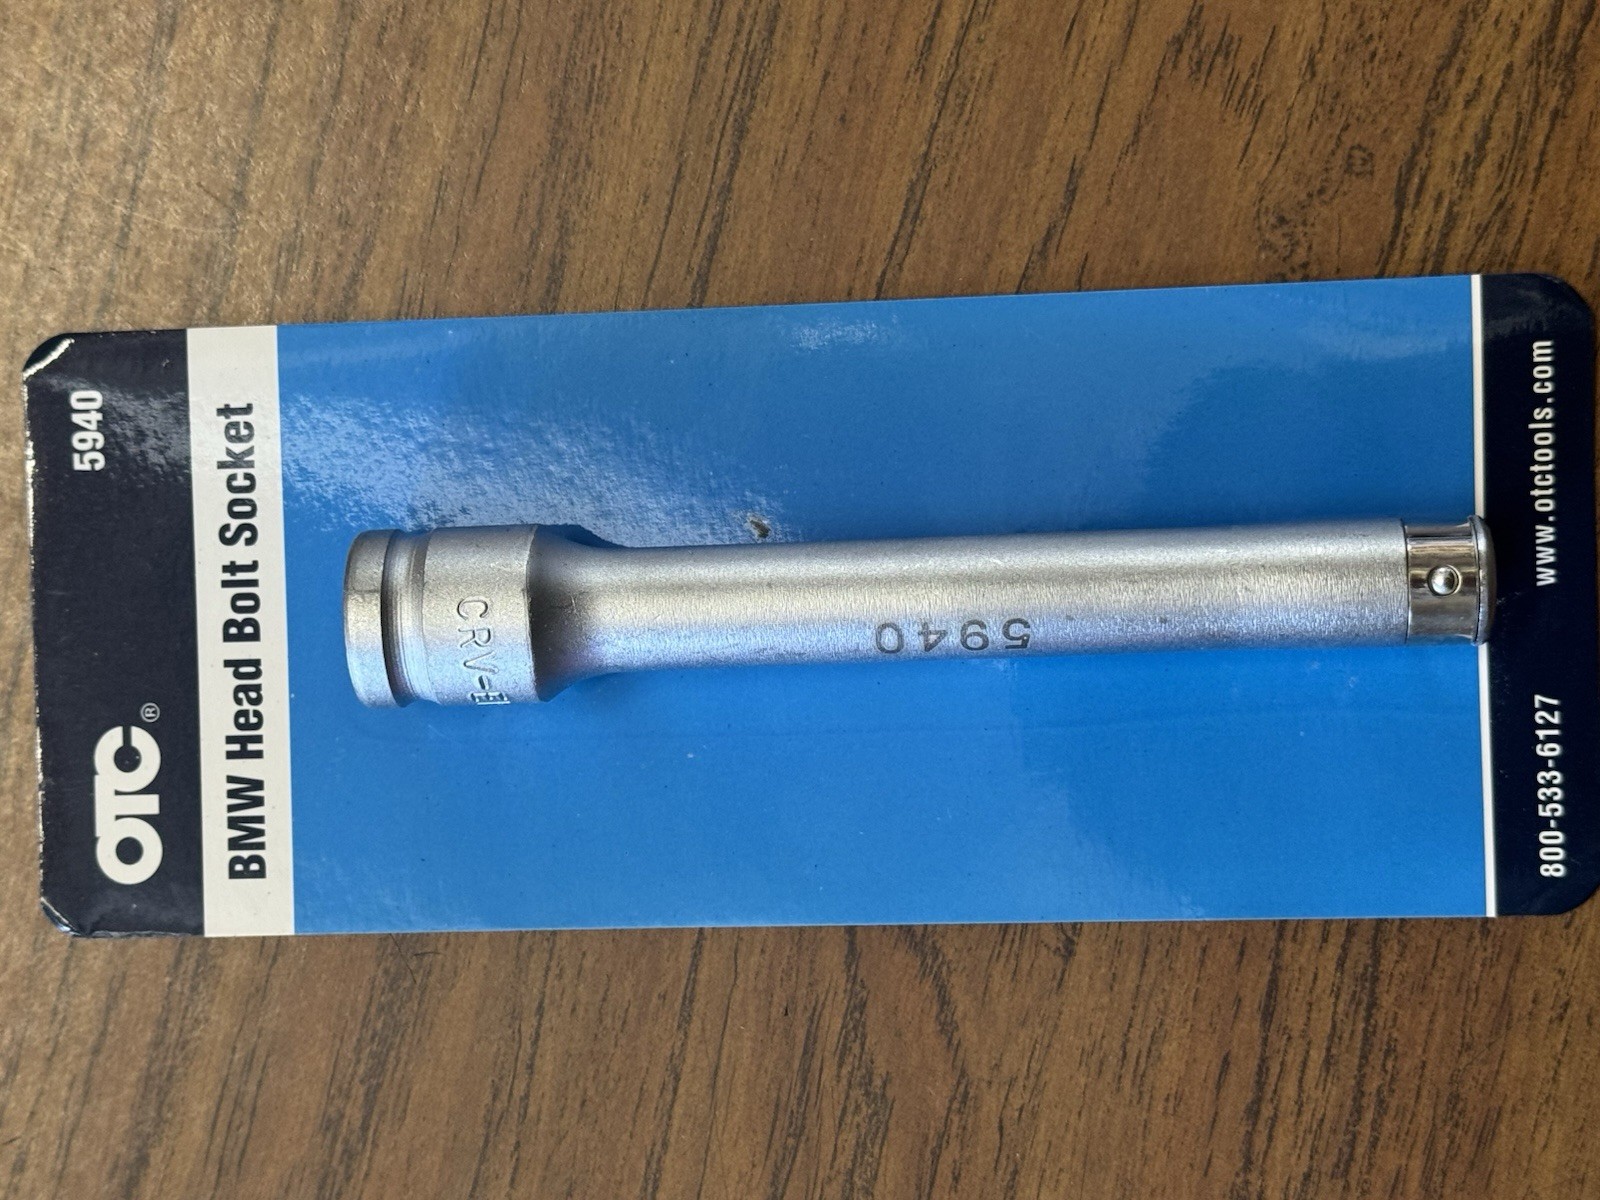 OTC® 5940
BMW Head Bolt Socket
CRV-E
5940
800-533-6127 www.otctools.com